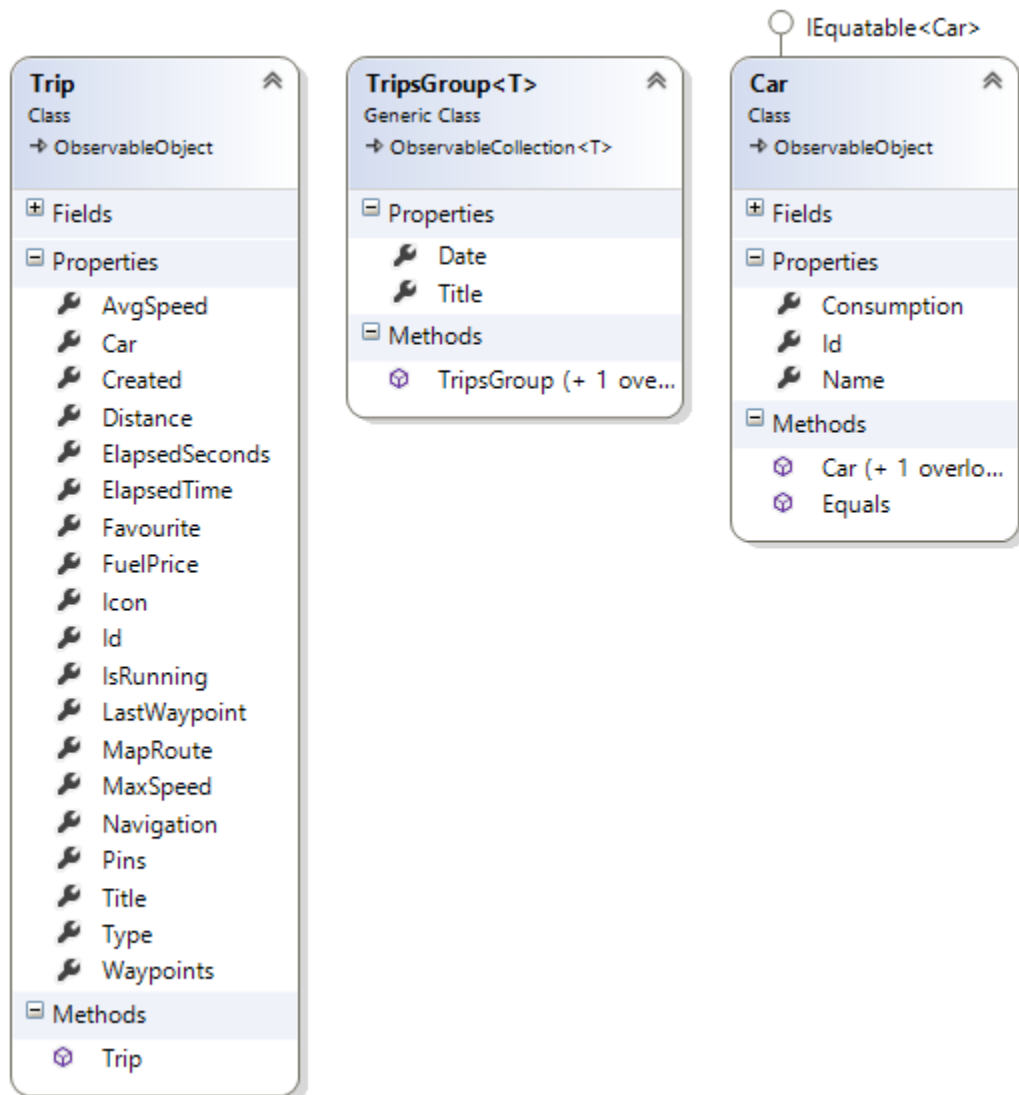 Trip
Class
ObservableObject
Fields
Properties
AvgSpeed
Car
Created
Distance
ElapsedSeconds
ElapsedTime
Favourite
FuelPrice
Icon
Id
IsRunning
LastWaypoint
MapRoute
MaxSpeed
Navigation
Pins
Title
Type
Waypoints
Methods
Trip
TripsGroup<T>
Generic Class
ObservableCollection<T>
Properties
Date
Title
Methods
TripsGroup (+ 1 ove...
IEquatable<Car>
Car
Class
ObservableObject
Fields
Properties
Consumption
Id
Name
Methods
Car (+ 1 overlo...
Equals